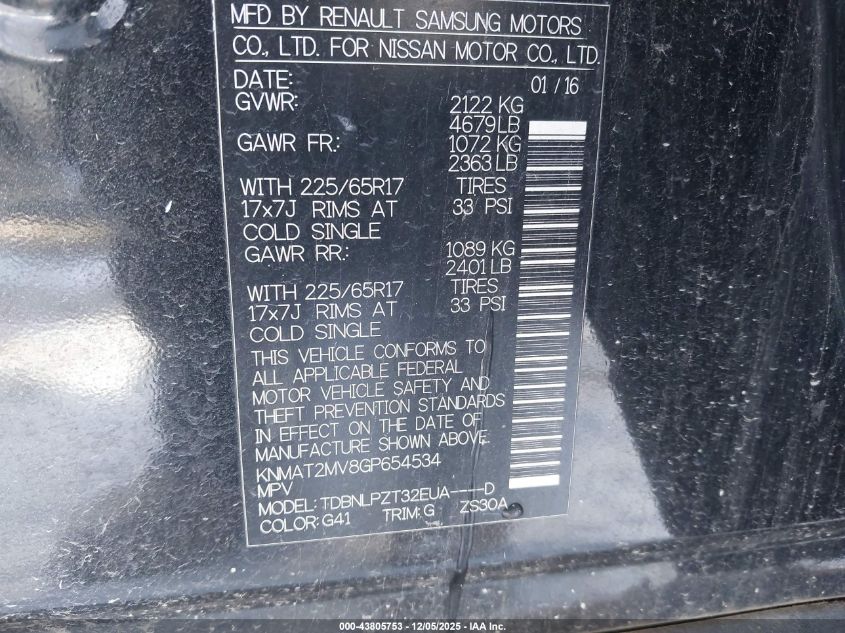 MFD BY RENAULT SAMSUNG MOTORS
CO., LTD. FOR NISSAN MOTOR CO., LTD.
DATE: 01 / 16
GVWR: 2122 KG
4679 LB
GAWR FR.: 1072 KG
2363 LB
WITH 225/65R17 TIRES
17x7J RIMS AT 33 PSI
COLD SINGLE
GAWR RR.: 1089 KG
2401 LB
WITH 225/65R17 TIRES
17x7J RIMS AT 33 PSI
COLD SINGLE
THIS VEHICLE CONFORMS TO
ALL APPLICABLE FEDERAL
MOTOR VEHICLE SAFETY AND
THEFT PREVENTION STANDARDS
IN EFFECT ON THE DATE OF
MANUFACTURE SHOWN ABOVE.
KNMAT2MV8GP654534
MPV
MODEL: TDBNLPZT32EUA----D
COLOR: G41 TRIM: G ZS30A
000-43805753 • 12/05/2025 • IAA Inc.